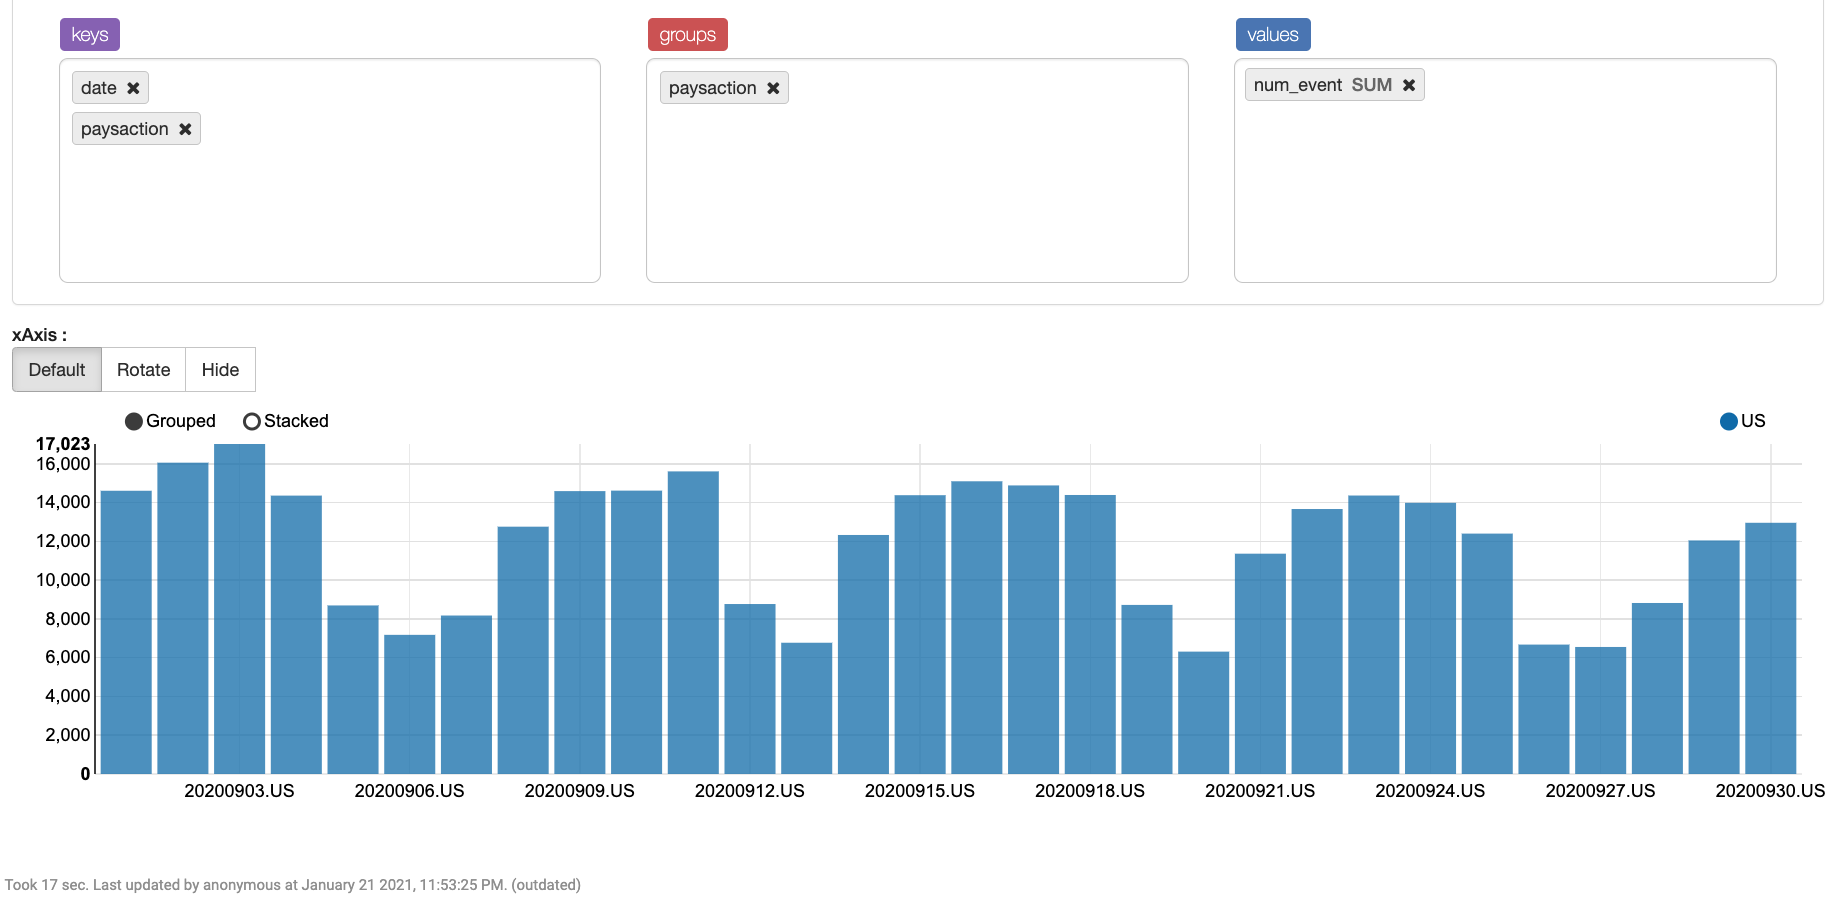 keys groups values
date ✖ paysaction ✖ num_event SUM ✖
paysaction ✖
xAxis :
Default Rotate Hide
Grouped Stacked US
17,023
16,000
14,000
12,000
10,000
8,000
6,000
4,000
2,000
0
20200903.US 20200906.US 20200909.US 20200912.US 20200915.US 20200918.US 20200921.US 20200924.US 20200927.US 20200930.US
Took 17 sec. Last updated by anonymous at January 21 2021, 11:53:25 PM. (outdated)